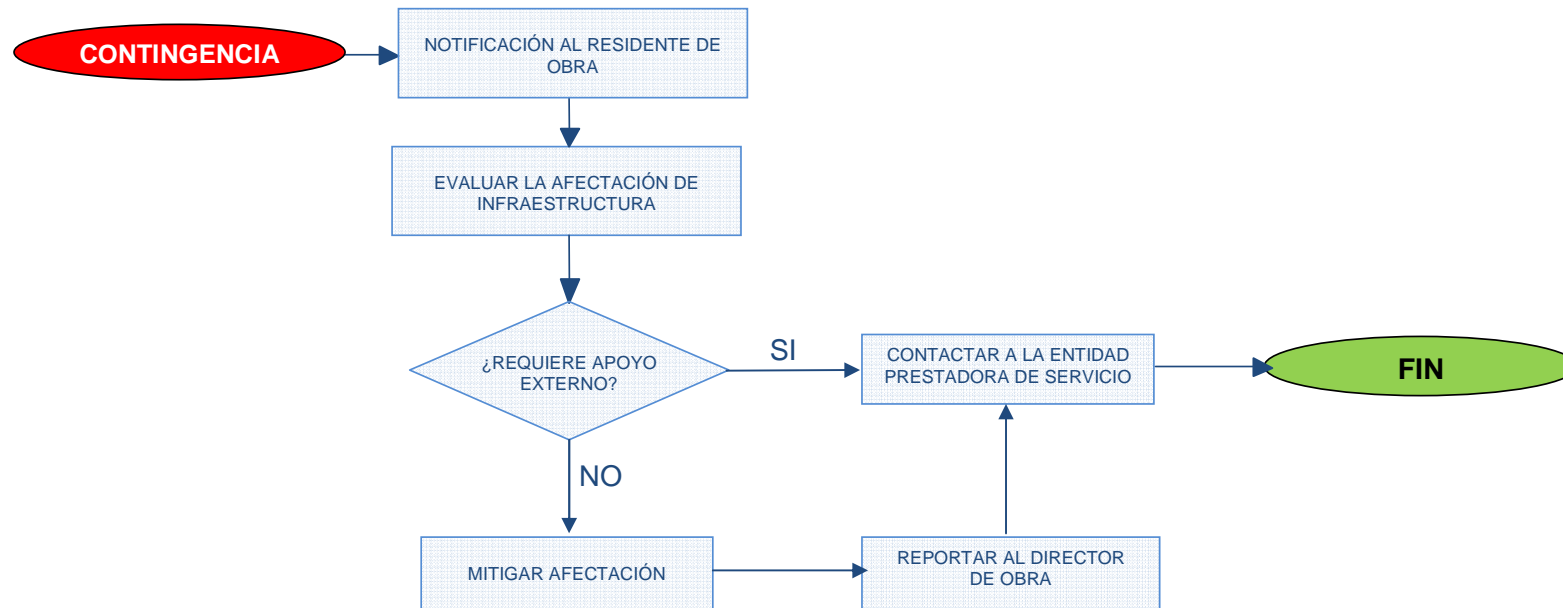 CONTINGENCIA
NOTIFICACIÓN AL RESIDENTE DE
OBRA
EVALUAR LA AFECTACIÓN DE
INFRAESTRUCTURA
¿REQUIERE APOYO
EXTERNO?
SI
CONTACTAR A LA ENTIDAD
PRESTADORA DE SERVICIO
FIN
NO
MITIGAR AFECTACIÓN
REPORTAR AL DIRECTOR
DE OBRA